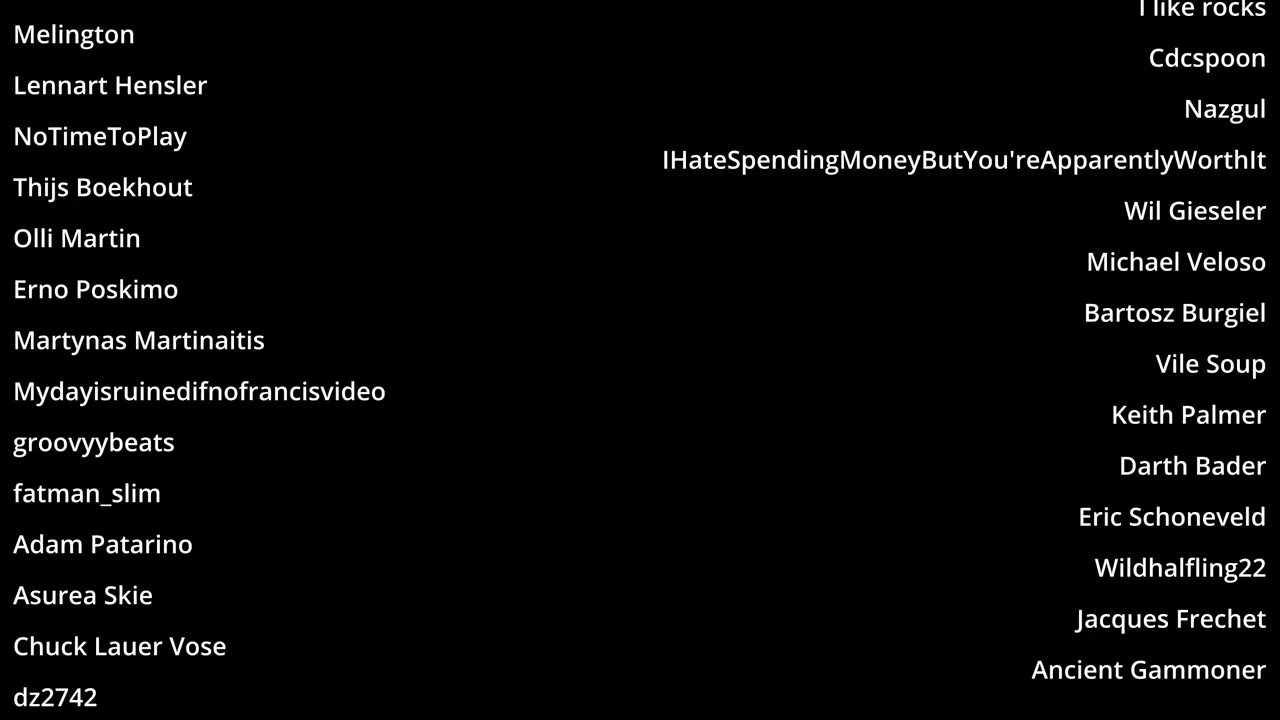 Melington
Lennart Hensler
NoTimeToPlay
Thijs Boekhout
Olli Martin
Erno Poskimo
Martynas Martinaitis
Mydayisruinedifnofrancisvideo
groovyybeats
fatman_slim
Adam Patarino
Asurea Skie
Chuck Lauer Vose
dz2742
I like rocks
Cdcspoon
Nazgul
IHateSpendingMoneyButYou'reApparentlyWorthIt
Wil Gieseler
Michael Veloso
Bartosz Burgiel
Vile Soup
Keith Palmer
Darth Bader
Eric Schoneveld
Wildhalfling22
Jacques Frechet
Ancient Gammoner